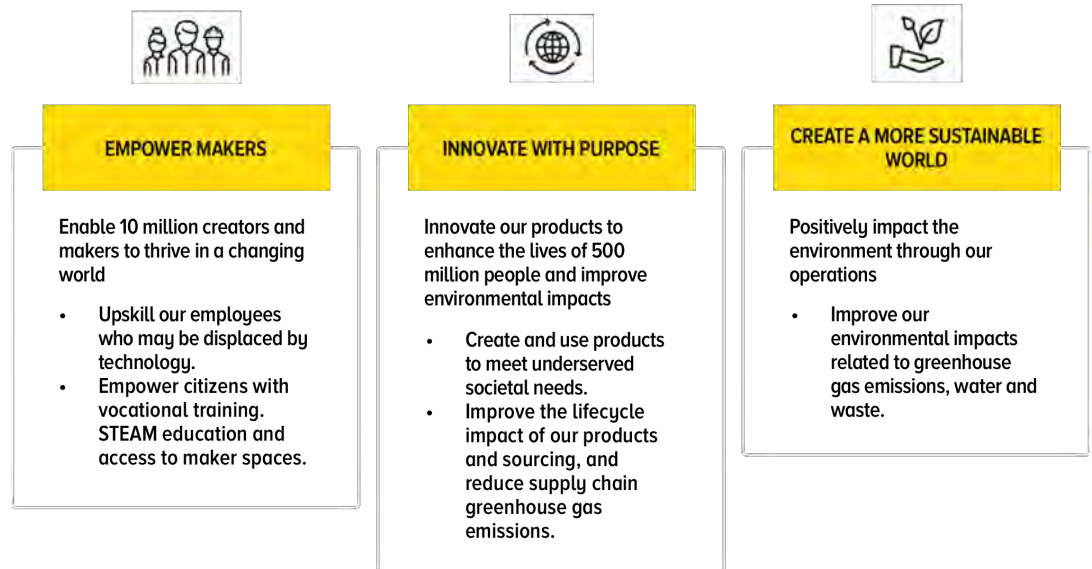 EMPOWER MAKERS
Enable 10 million creators and
makers to thrive in a changing
world
• Upskill our employees
who may be displaced by
technology.
• Empower citizens with
vocational training.
STEAM education and
access to maker spaces.
INNOVATE WITH PURPOSE
Innovate our products to
enhance the lives of 500
million people and improve
environmental impacts
• Create and use products
to meet underserved
societal needs.
• Improve the lifecycle
impact of our products
and sourcing, and
reduce supply chain
greenhouse gas
emissions.
CREATE A MORE SUSTAINABLE
WORLD
Positively impact the
environment through our
operations
• Improve our
environmental impacts
related to greenhouse
gas emissions, water and
waste.